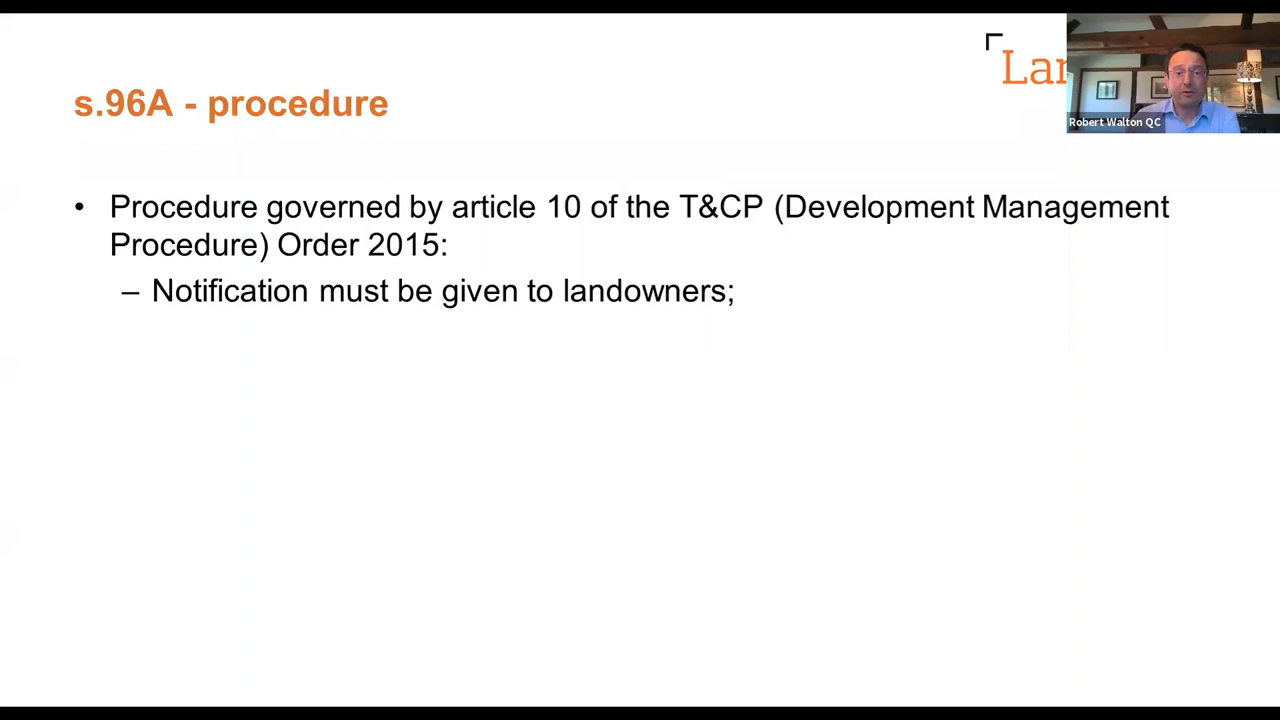 Lan
s.96A - procedure
Robert Walton QC
• Procedure governed by article 10 of the T&CP (Development Management
Procedure) Order 2015:
– Notification must be given to landowners;